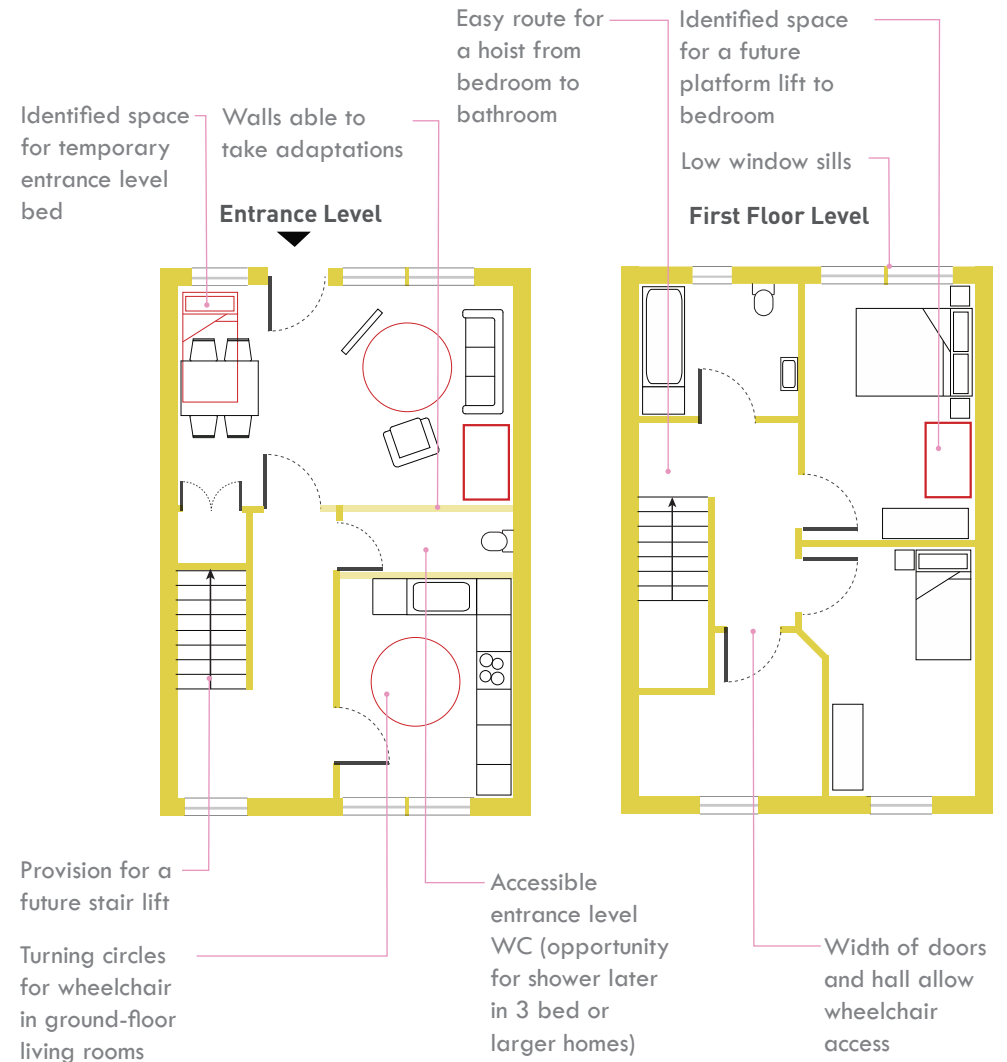 Easy route for
a hoist from
bedroom to
bathroom
Identified space
for a future
platform lift to
bedroom
Identified space
for temporary
entrance level
bed
Walls able to
take adaptations
Low window sills
Entrance Level
First Floor Level
Provision for a
future stair lift
Turning circles
for wheelchair
in ground-floor
living rooms
Accessible
entrance level
WC (opportunity
for shower later
in 3 bed or
larger homes)
Width of doors
and hall allow
wheelchair
access